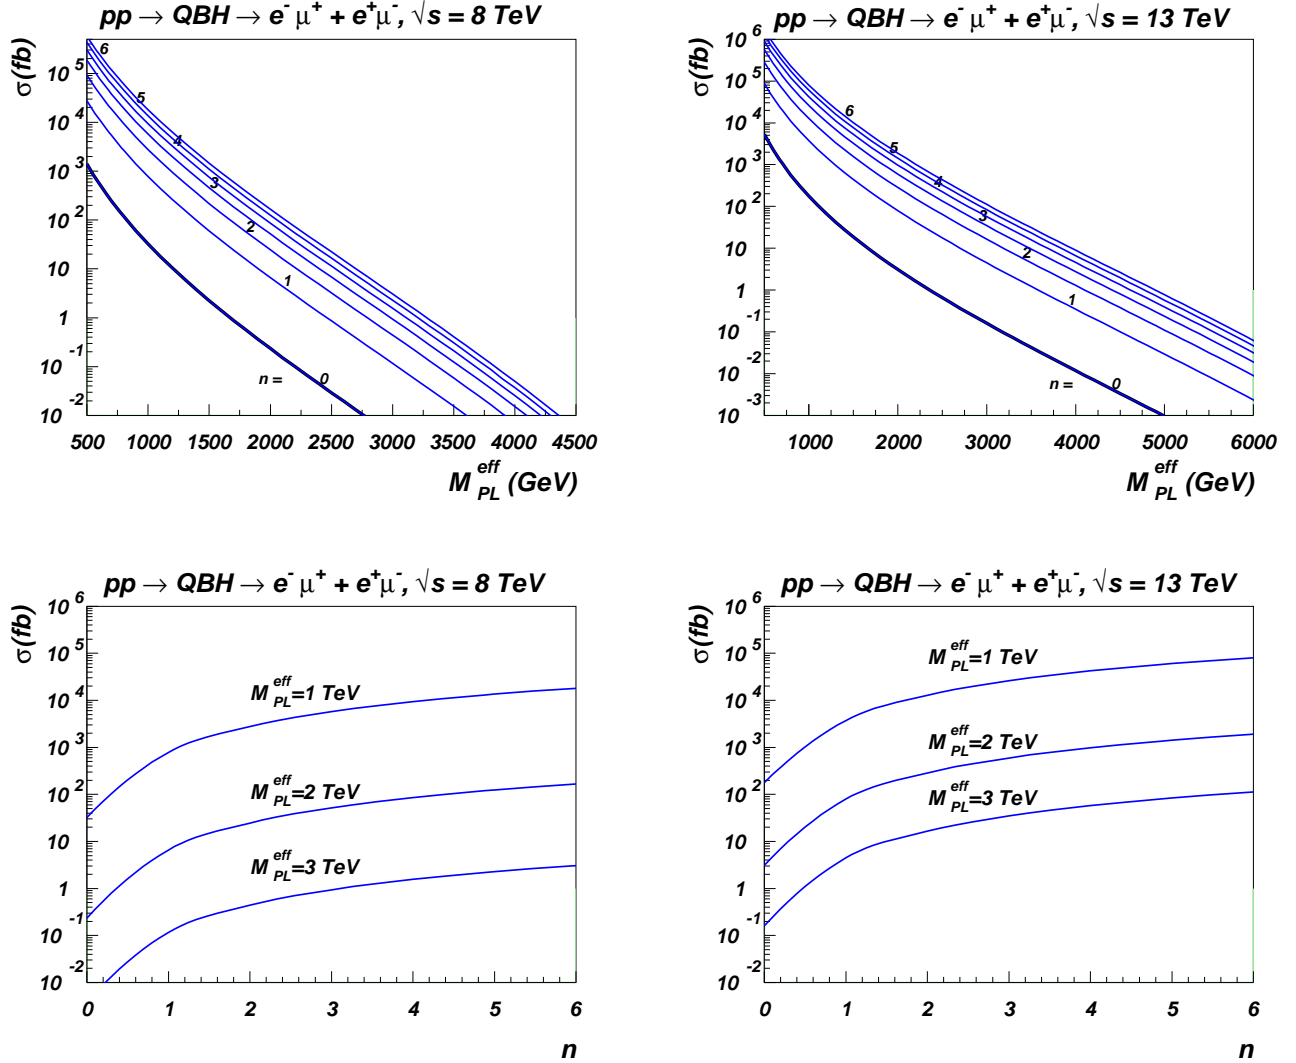 pp → QBH → e⁻ μ⁺ + e⁺μ⁻, √s = 8 TeV
σ(fb)
10⁵
10⁴
10³
10²
10
1
10⁻¹
10⁻²
6
5
4
3
2
1
n = 0
500 1000 1500 2000 2500 3000 3500 4000 4500
M_PL^eff (GeV)
pp → QBH → e⁻ μ⁺ + e⁺μ⁻, √s = 13 TeV
σ(fb)
10⁶
10⁵
10⁴
10³
10²
10
1
10⁻¹
10⁻²
10⁻³
6
5
4
3
2
1
n = 0
1000 2000 3000 4000 5000 6000
M_PL^eff (GeV)
pp → QBH → e⁻ μ⁺ + e⁺μ⁻, √s = 8 TeV
σ(fb)
10⁶
10⁵
10⁴
10³
10²
10
1
10⁻¹
10⁻²
M_PL^eff=1 TeV
M_PL^eff=2 TeV
M_PL^eff=3 TeV
0 1 2 3 4 5 6
n
pp → QBH → e⁻ μ⁺ + e⁺μ⁻, √s = 13 TeV
σ(fb)
10⁶
10⁵
10⁴
10³
10²
10
1
10⁻¹
10⁻²
M_PL^eff=1 TeV
M_PL^eff=2 TeV
M_PL^eff=3 TeV
0 1 2 3 4 5 6
n